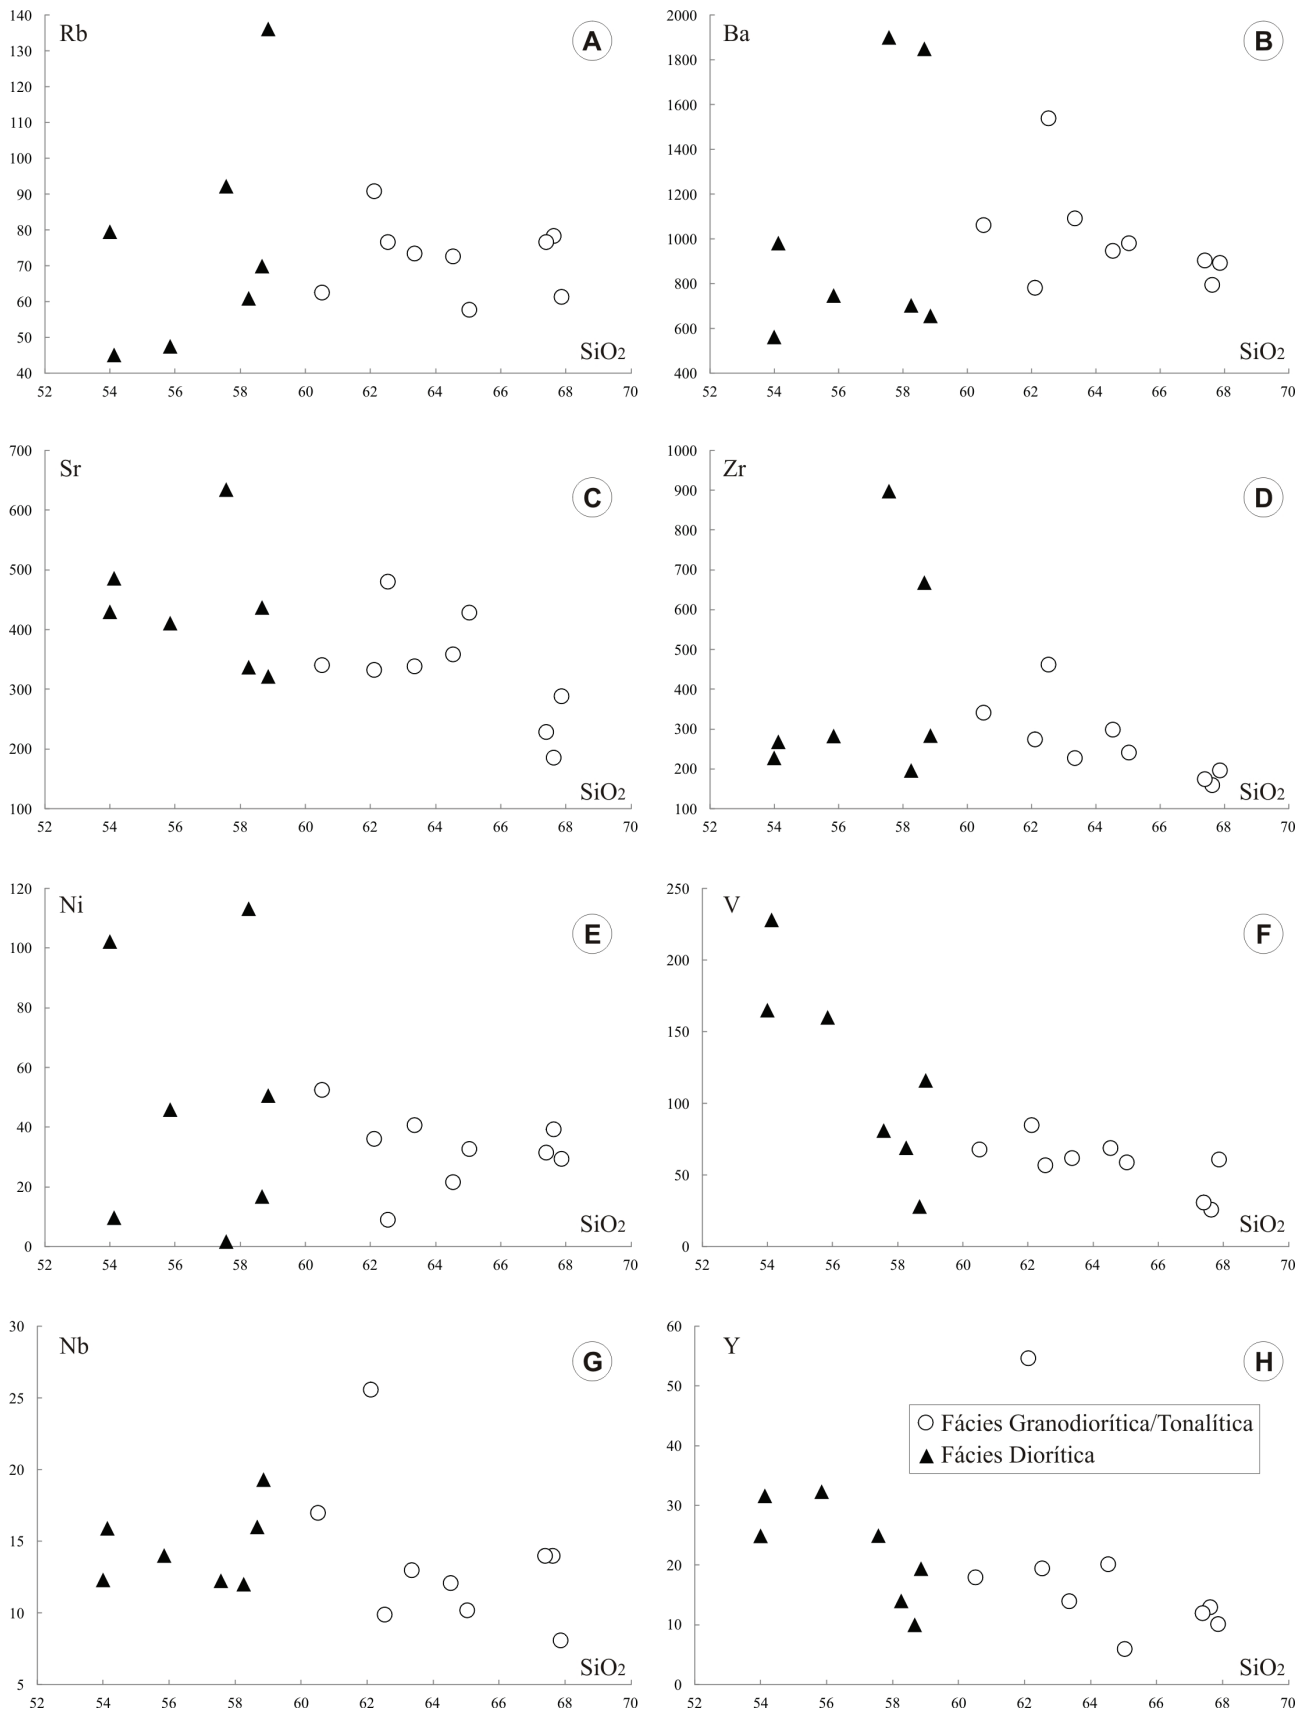 Rb
A
140
130
120
110
100
90
80
70
60
50
40
SiO2
52 54 56 58 60 62 64 66 68 70
Ba
B
2000
1800
1600
1400
1200
1000
800
600
400
SiO2
52 54 56 58 60 62 64 66 68 70
Sr
C
700
600
500
400
300
200
100
SiO2
52 54 56 58 60 62 64 66 68 70
Zr
D
1000
900
800
700
600
500
400
300
200
100
SiO2
52 54 56 58 60 62 64 66 68 70
Ni
E
120
100
80
60
40
20
0
SiO2
52 54 56 58 60 62 64 66 68 70
V
F
250
200
150
100
50
0
SiO2
52 54 56 58 60 62 64 66 68 70
Nb
G
30
25
20
15
10
5
SiO2
52 54 56 58 60 62 64 66 68 70
Y
H
60
50
40
30
20
10
0
Fácies Granodiorítica/Tonalítica
Fácies Diorítica
SiO2
52 54 56 58 60 62 64 66 68 70